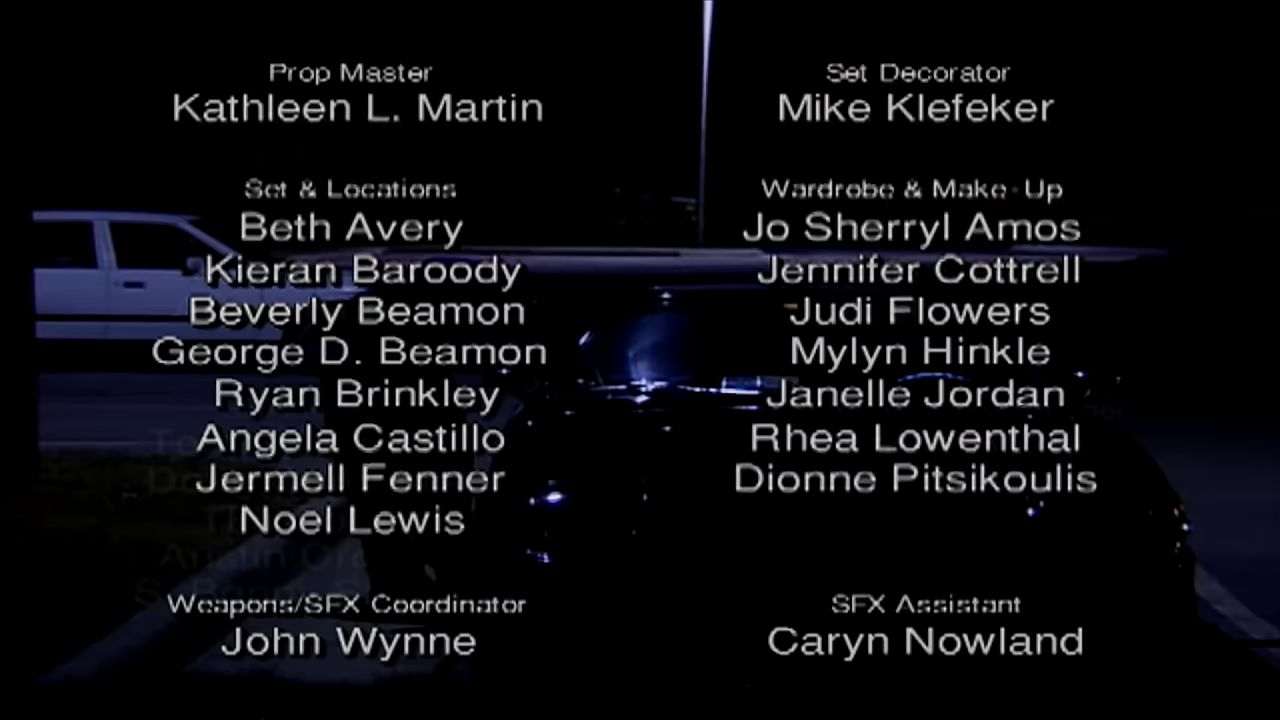 Prop Master
Kathleen L. Martin
Set Decorator
Mike Klefeker
Set & Locations
Beth Avery
Kieran Baroody
Beverly Beamon
George D. Beamon
Ryan Brinkley
Angela Castillo
Jermell Fenner
Noel Lewis
Wardrobe & Make-Up
Jo Sherryl Amos
Jennifer Cottrell
Judi Flowers
Mylyn Hinkle
Janelle Jordan
Rhea Lowenthal
Dionne Pitsikoulis
Weapons/SFX Coordinator
John Wynne
SFX Assistant
Caryn Nowland